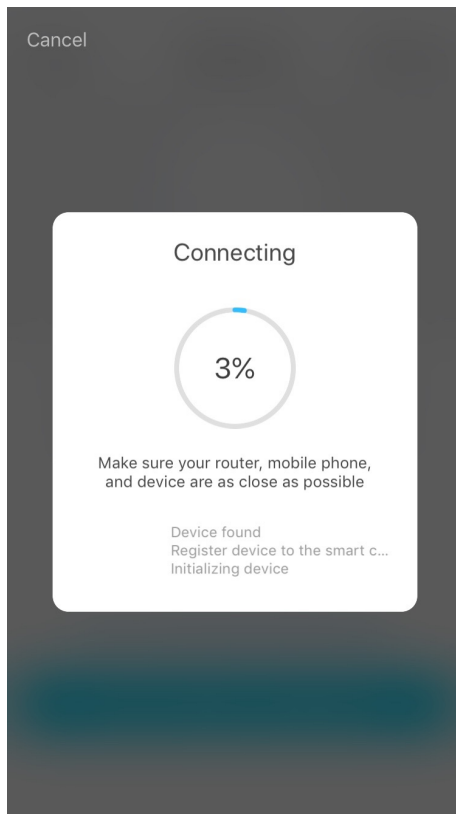 Cancel
Connecting
3%
Make sure your router, mobile phone,
and device are as close as possible
Device found
Register device to the smart c...
Initializing device